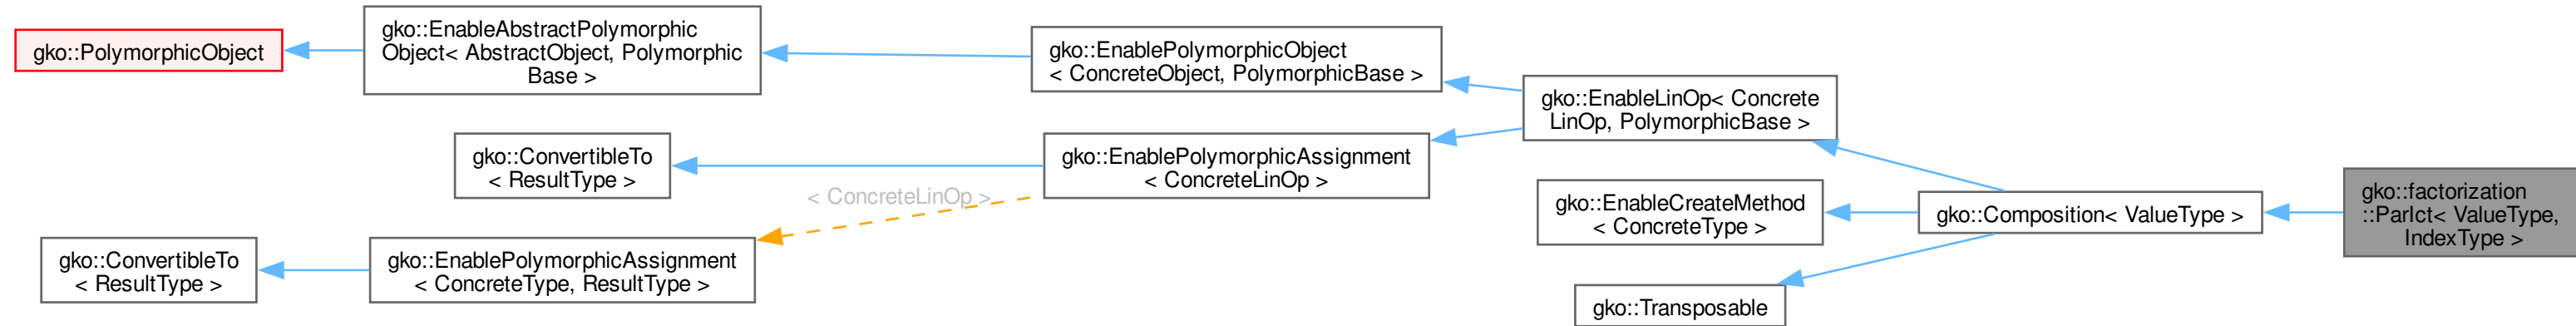 gko::PolymorphicObject
gko::EnableAbstractPolymorphic
Object< AbstractObject, Polymorphic
Base >
gko::EnablePolymorphicObject
< ConcreteObject, PolymorphicBase >
gko::EnableLinOp< Concrete
LinOp, PolymorphicBase >
gko::ConvertibleTo
< ResultType >
gko::EnablePolymorphicAssignment
< ConcreteLinOp >
< ConcreteLinOp >
gko::ConvertibleTo
< ResultType >
gko::EnablePolymorphicAssignment
< ConcreteType, ResultType >
gko::EnableCreateMethod
< ConcreteType >
gko::Transposable
gko::Composition< ValueType >
gko::factorization
::ParIct< ValueType,
IndexType >